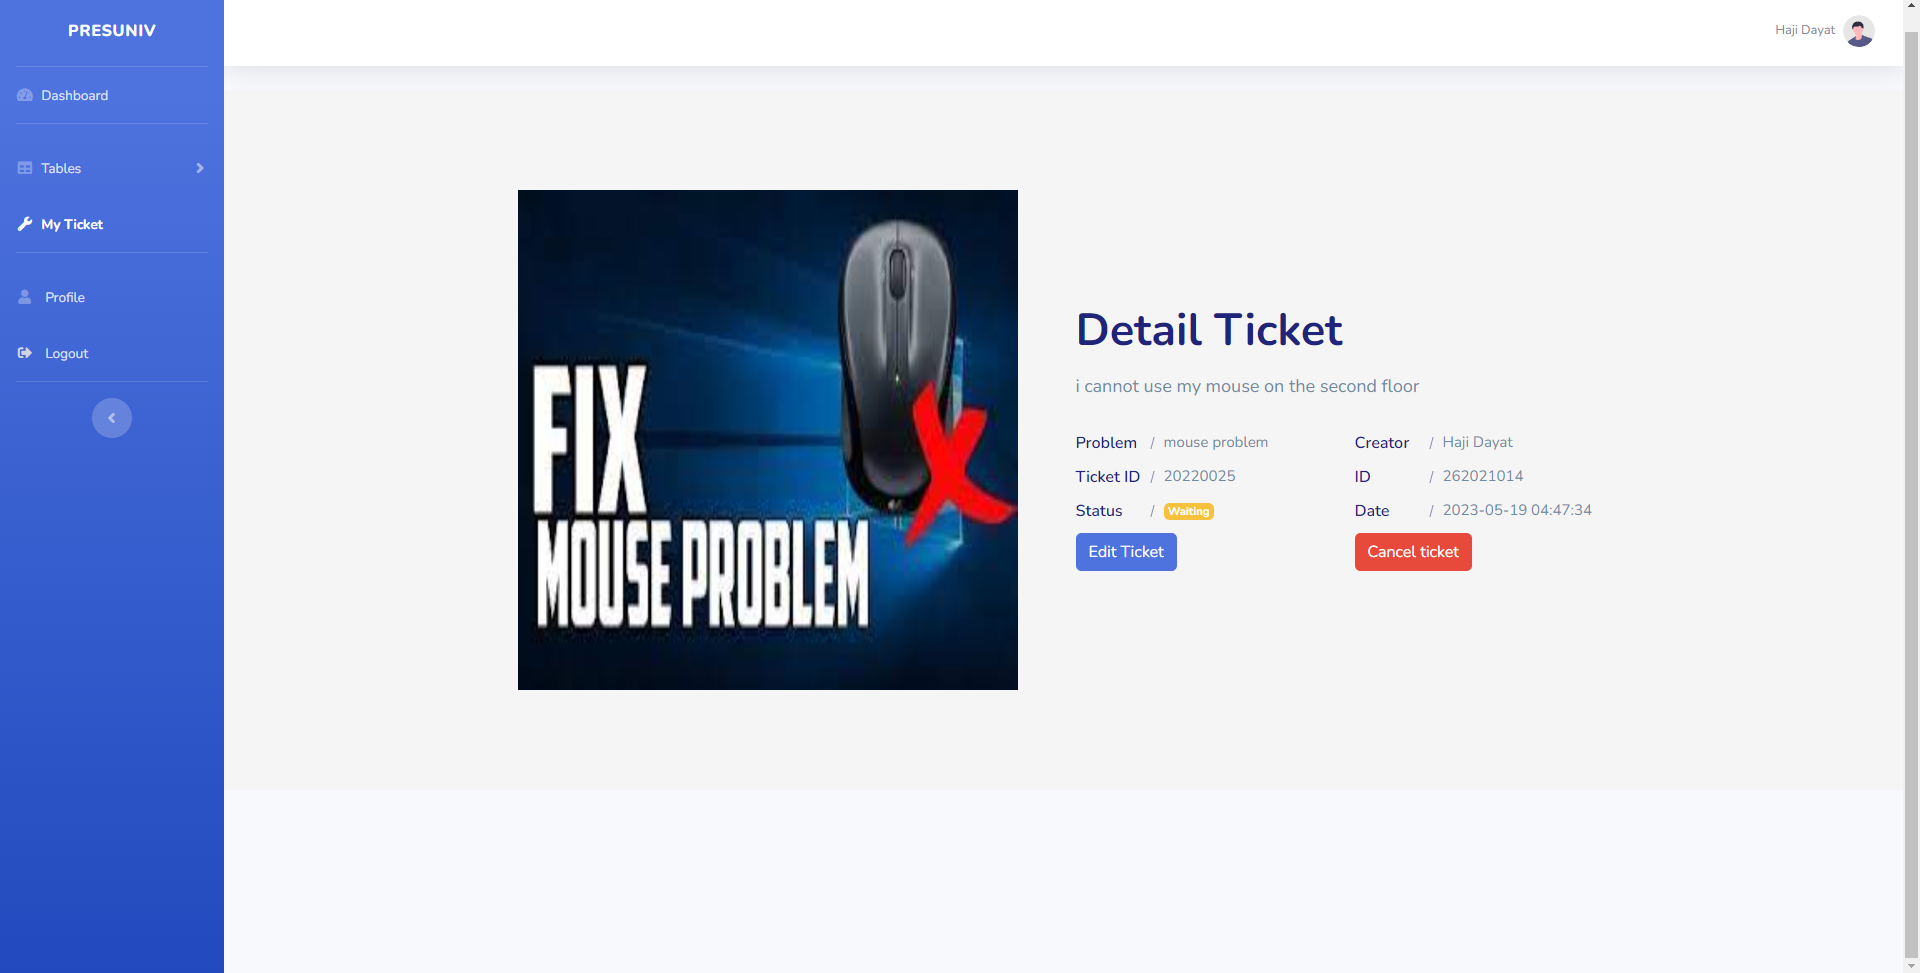 PRESUNIV
Haji Dayat
Dashboard
Tables
My Ticket
Profile
Logout
FIX
MOUSE PROBLEM
Detail Ticket
i cannot use my mouse on the second floor
Problem / mouse problem
Creator / Haji Dayat
Ticket ID / 20220025
ID / 262021014
Status / Waiting
Date / 2023-05-19 04:47:34
Edit Ticket
Cancel ticket